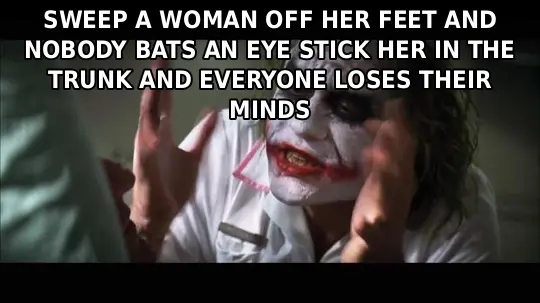 SWEEP A WOMAN OFF HER FEET AND
NOBODY BATS AN EYE STICK HER IN THE
TRUNK AND EVERYONE LOSES THEIR
MINDS